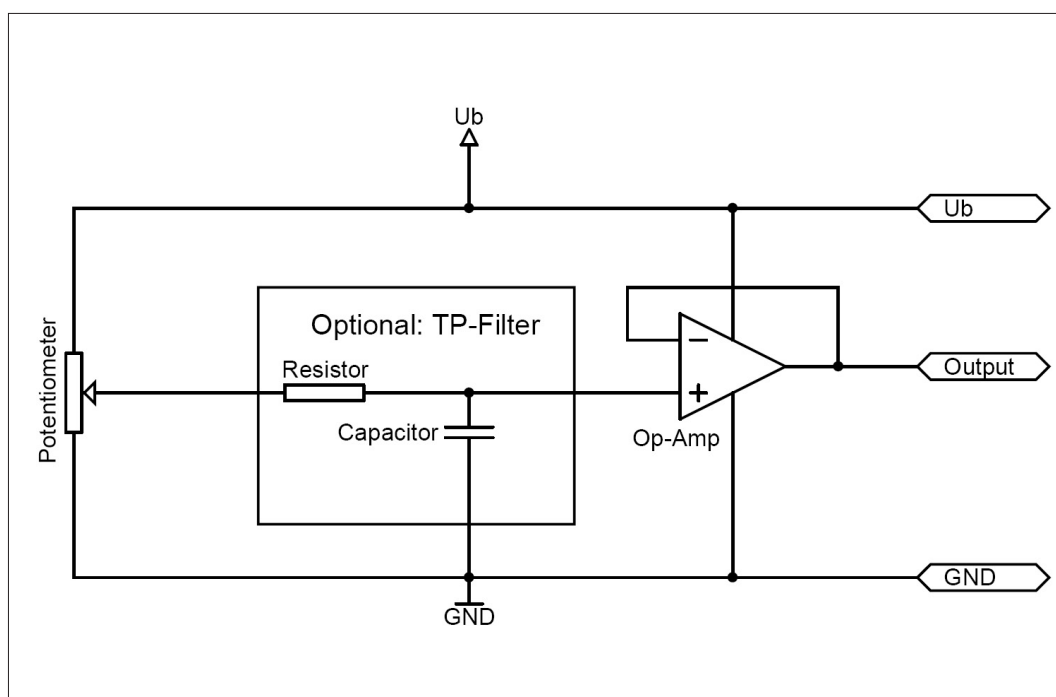 Ub
Ub
Optional: TP-Filter
Resistor
Potentiometer
Capacitor
−
+
Op-Amp
Output
GND
GND